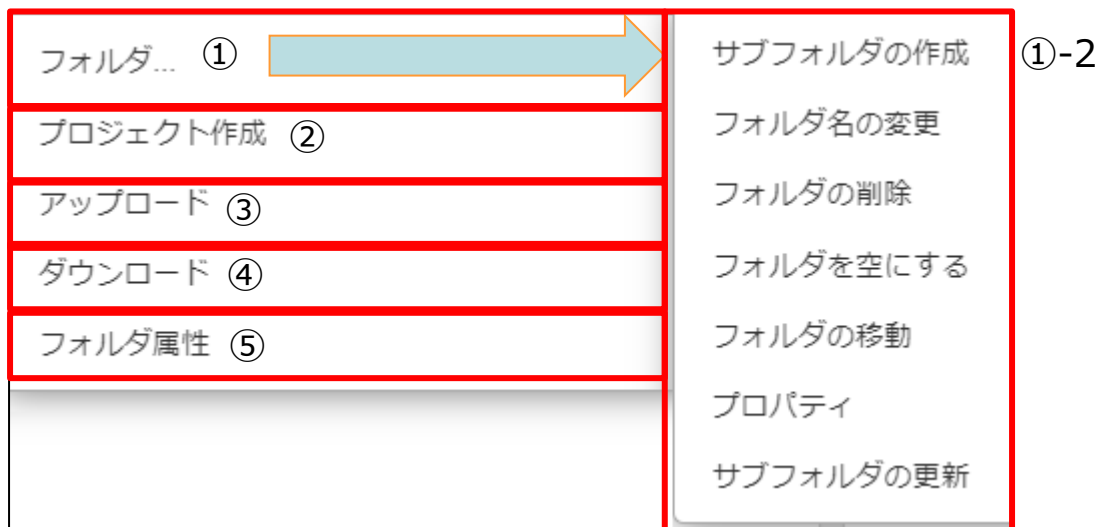 フォルダ... ①
プロジェクト作成 ②
アップロード ③
ダウンロード ④
フォルダ属性 ⑤
サブフォルダの作成
フォルダ名の変更
フォルダの削除
フォルダを空にする
フォルダの移動
プロパティ
サブフォルダの更新
①-2